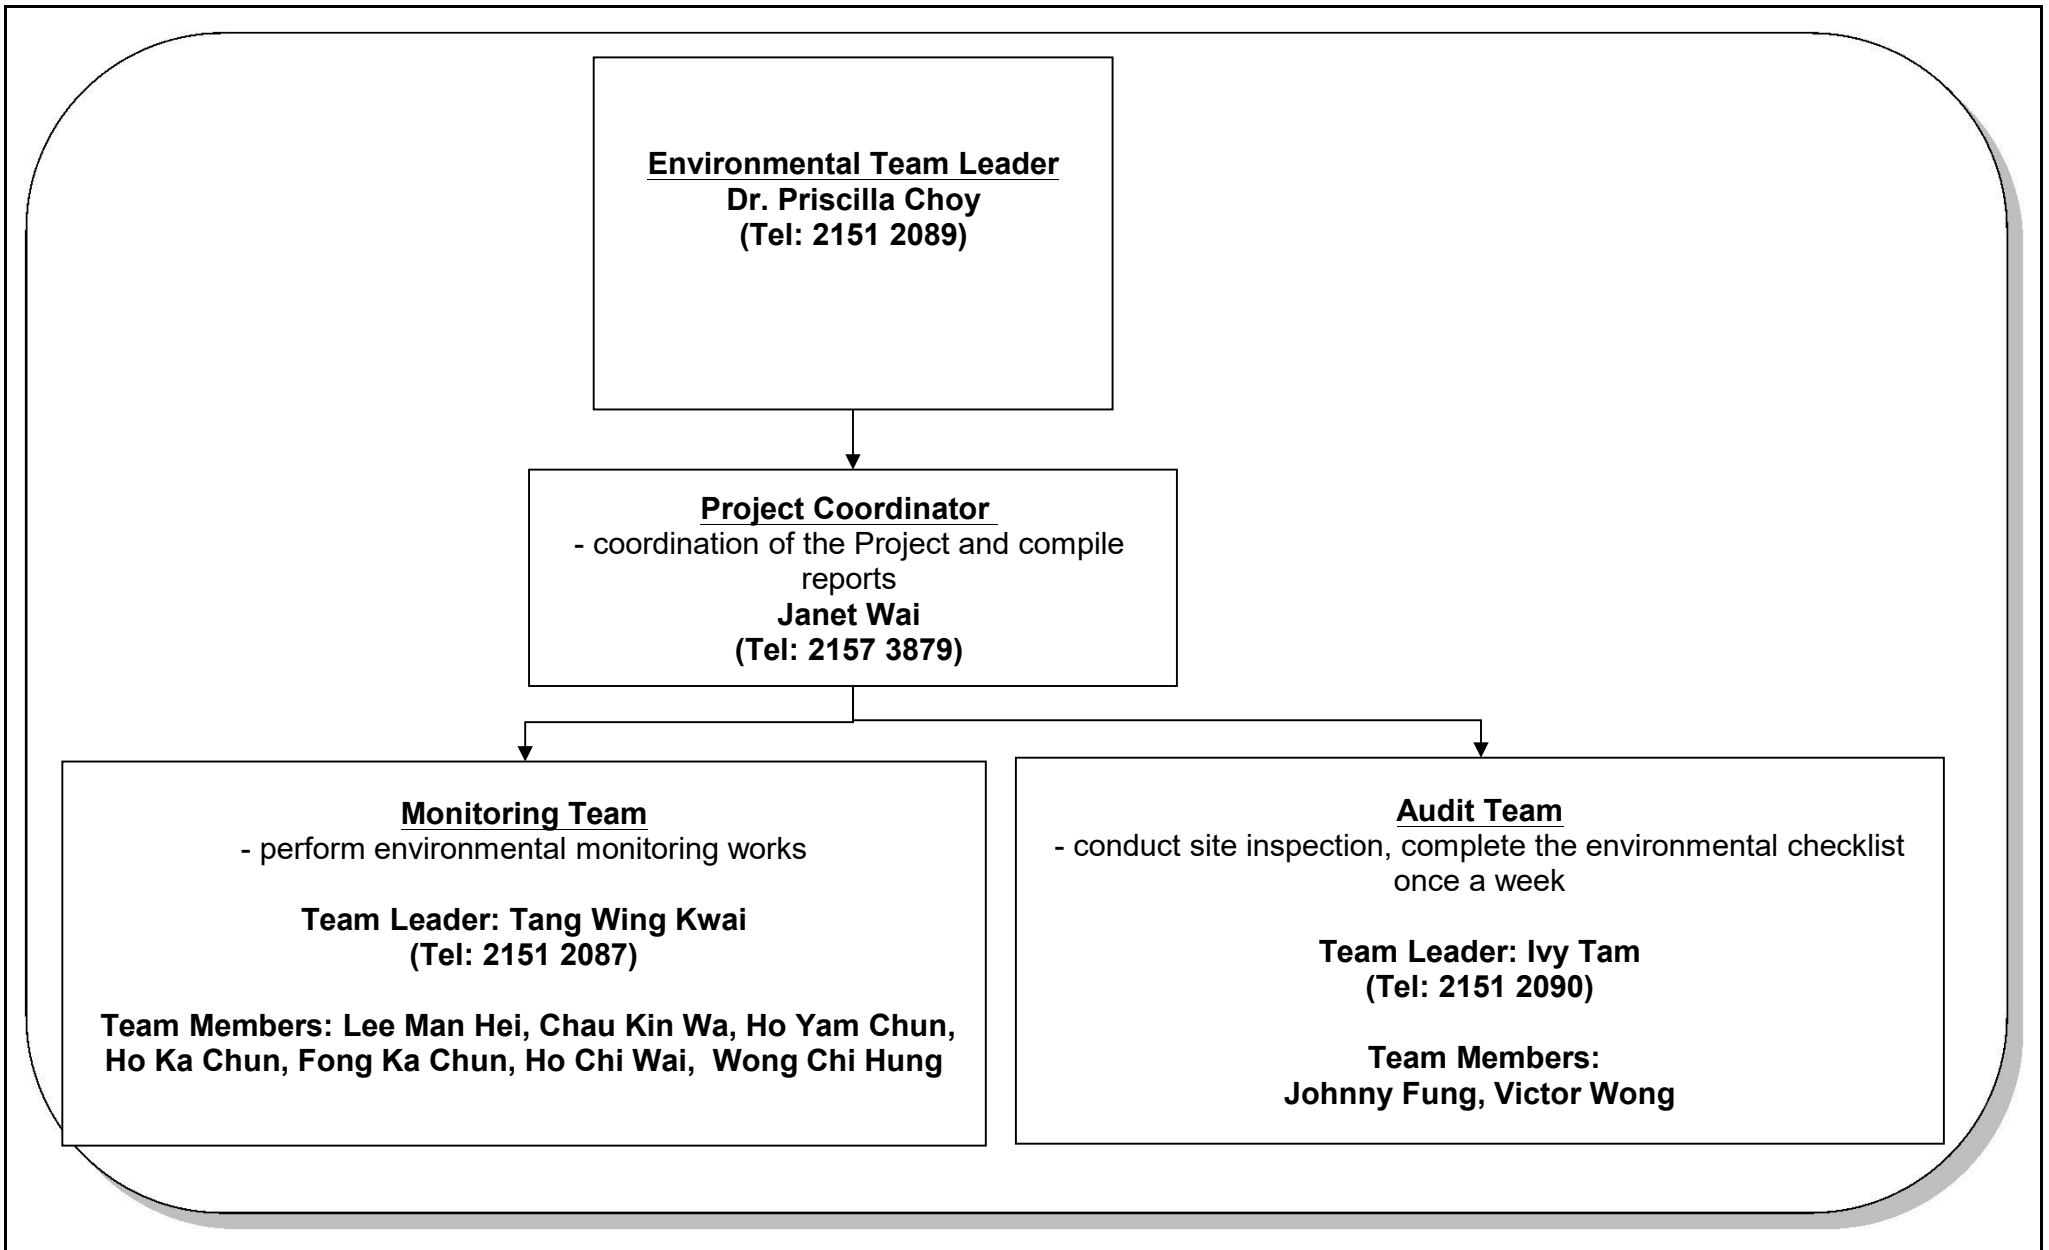 Environmental Team Leader
Dr. Priscilla Choy
(Tel: 2151 2089)
Project Coordinator
- coordination of the Project and compile
reports
Janet Wai
(Tel: 2157 3879)
Monitoring Team
- perform environmental monitoring works
Team Leader: Tang Wing Kwai
(Tel: 2151 2087)
Team Members: Lee Man Hei, Chau Kin Wa, Ho Yam Chun,
Ho Ka Chun, Fong Ka Chun, Ho Chi Wai,  Wong Chi Hung
Audit Team
- conduct site inspection, complete the environmental checklist
once a week
Team Leader: Ivy Tam
(Tel: 2151 2090)
Team Members:
Johnny Fung, Victor Wong